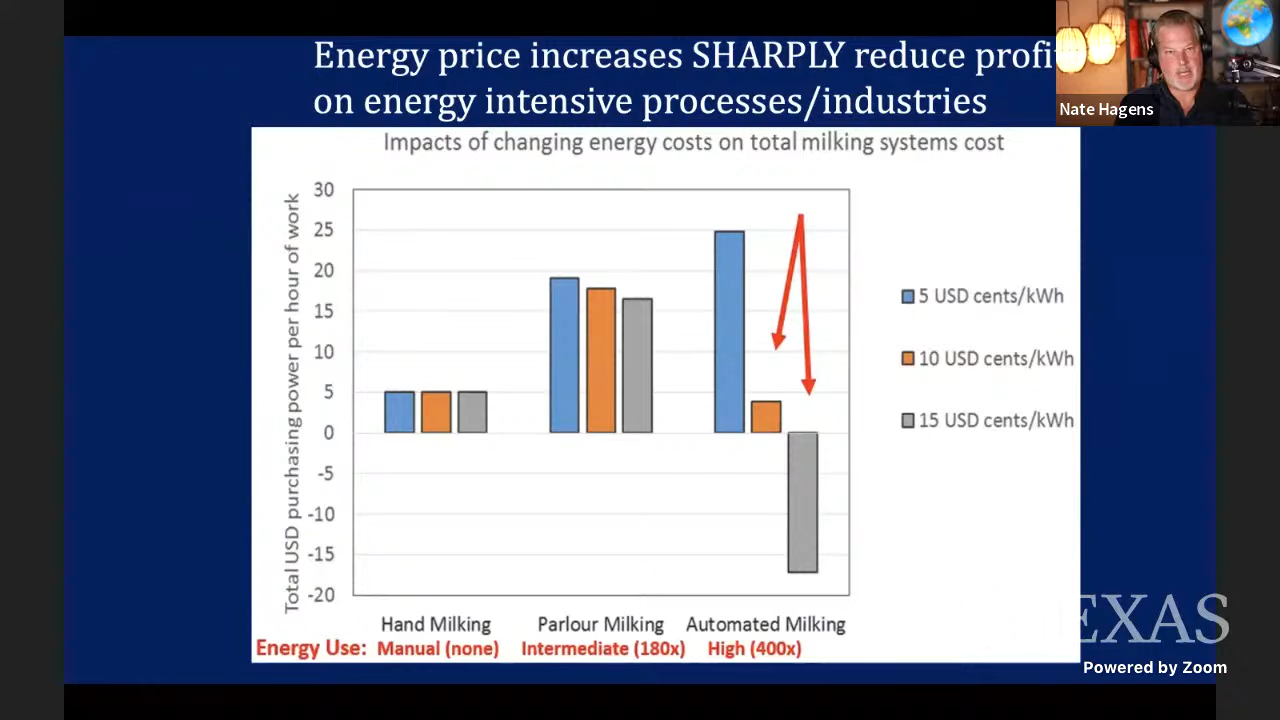 Energy price increases SHARPLY reduce profi
on energy intensive processes/industries
Nate Hagens
Impacts of changing energy costs on total milking systems cost
Total USD purchasing power per hour of work
30
25
20
15
10
5
0
-5
-10
-15
-20
5 USD cents/kWh
10 USD cents/kWh
15 USD cents/kWh
Hand Milking
Parlour Milking
Automated Milking
Energy Use: Manual (none) Intermediate (180x) High (400x)
EXAS
Powered by Zoom